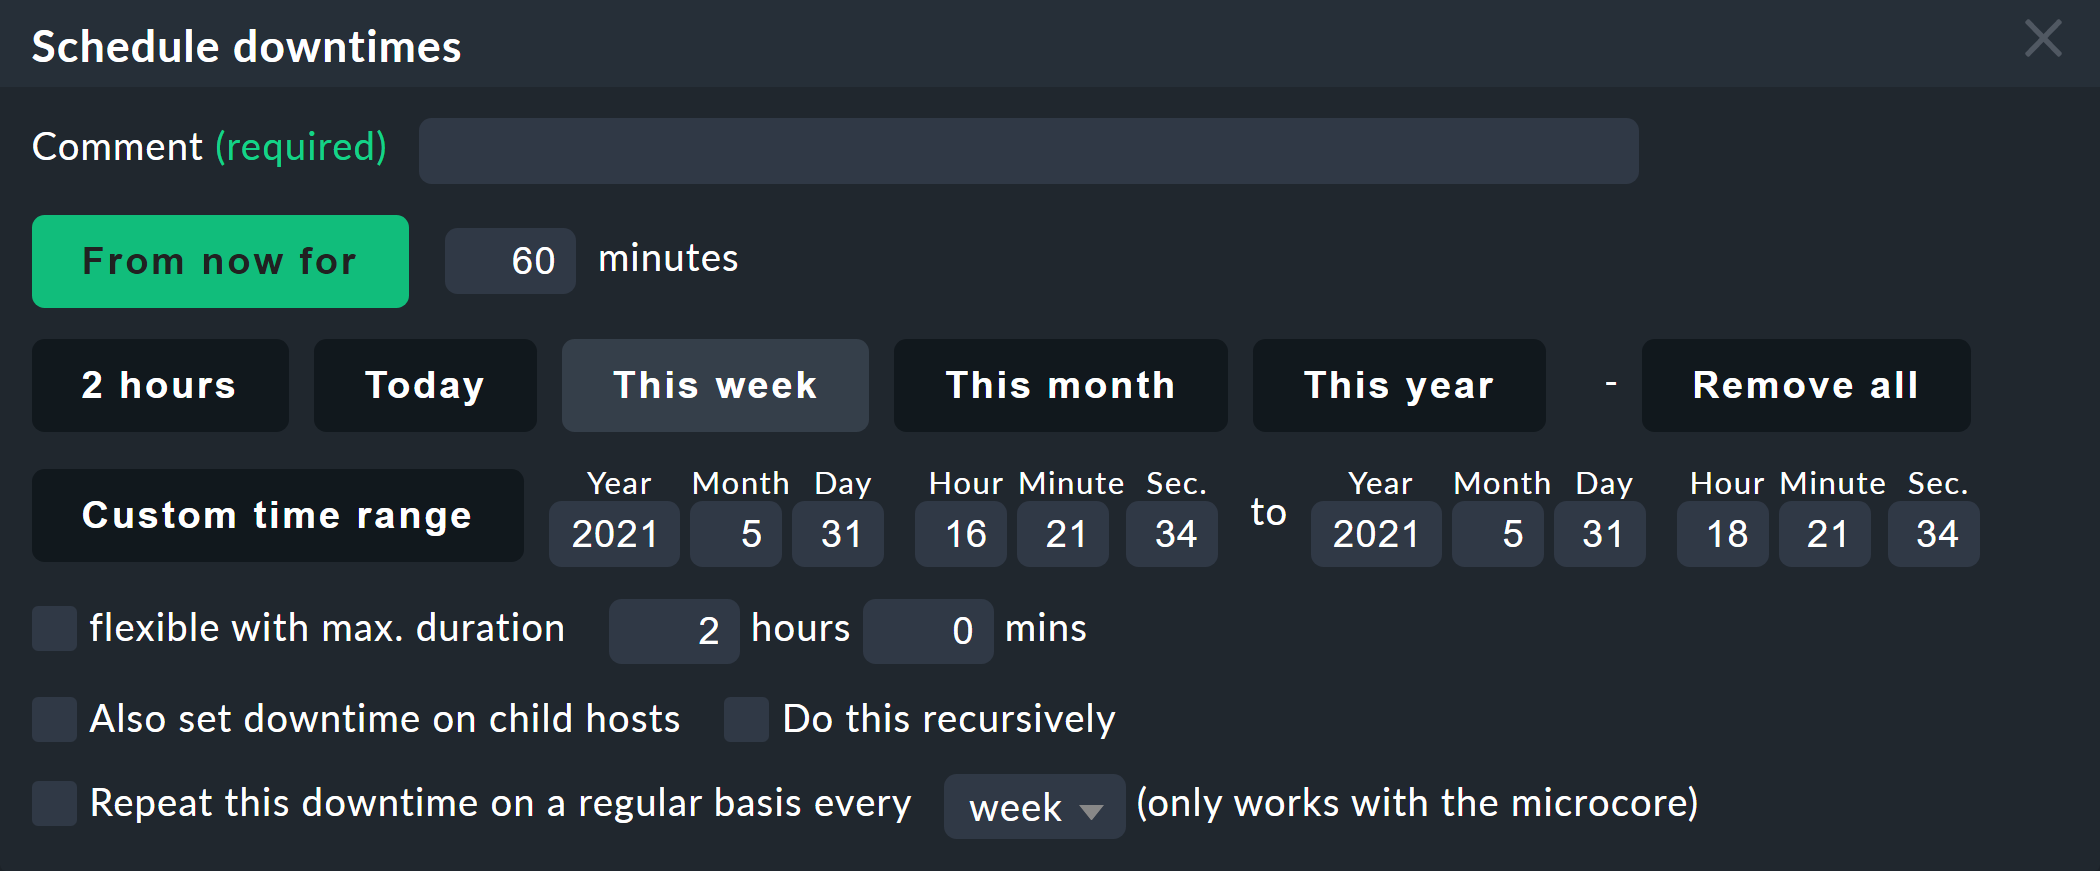 Schedule downtimes
Comment (required)
From now for 60 minutes
2 hours Today This week This month This year - Remove all
Year Month Day Hour Minute Sec. Year Month Day Hour Minute Sec.
Custom time range 2021 5 31 16 21 34 to 2021 5 31 18 21 34
flexible with max. duration 2 hours 0 mins
Also set downtime on child hosts Do this recursively
Repeat this downtime on a regular basis every week (only works with the microcore)